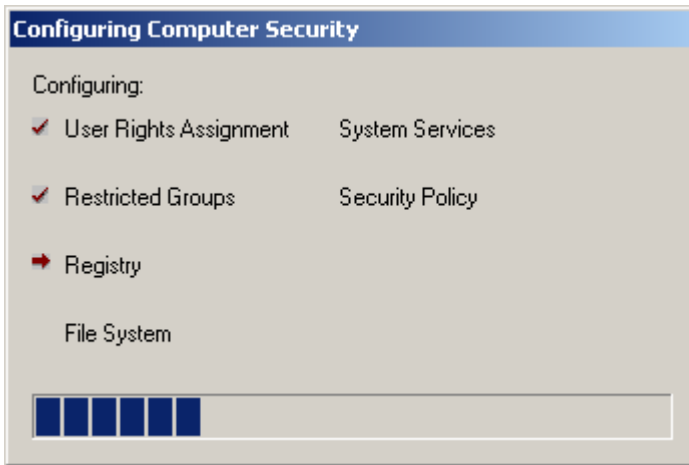 Configuring Computer Security
Configuring:
User Rights Assignment
System Services
Restricted Groups
Security Policy
Registry
File System